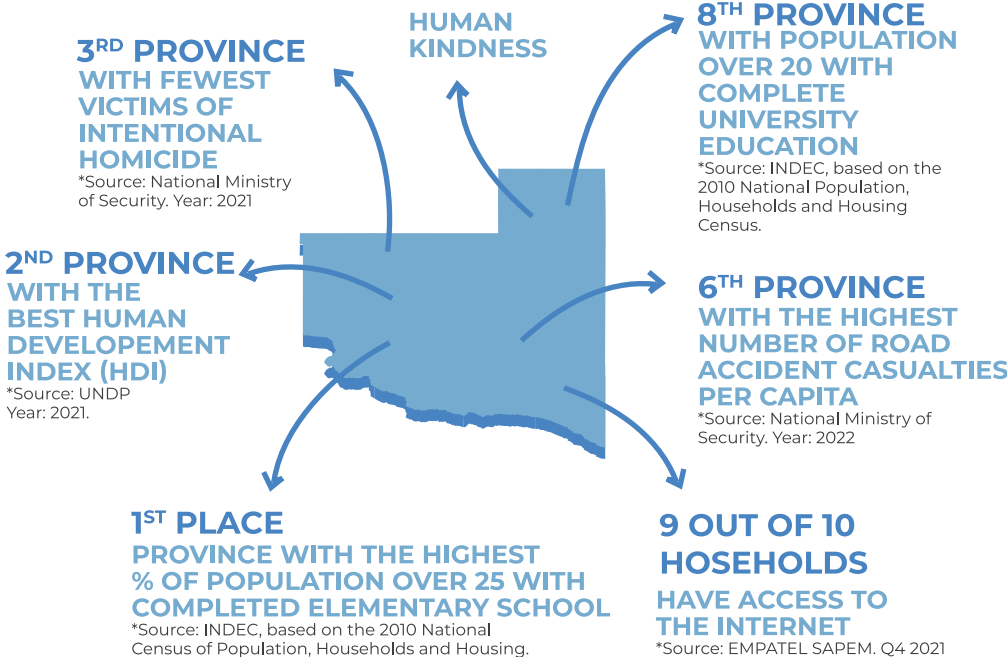 HUMAN
KINDNESS
3RD PROVINCE
WITH FEWEST
VICTIMS OF
INTENTIONAL
HOMICIDE
*Source: National Ministry
of Security. Year: 2021
8TH PROVINCE
WITH POPULATION
OVER 20 WITH
COMPLETE
UNIVERSITY
EDUCATION
*Source: INDEC, based on the
2010 National Population,
Households and Housing
Census.
2ND PROVINCE
WITH THE
BEST HUMAN
DEVELOPEMENT
INDEX (HDI)
*Source: UNDP
Year: 2021.
6TH PROVINCE
WITH THE HIGHEST
NUMBER OF ROAD
ACCIDENT CASUALTIES
PER CAPITA
*Source: National Ministry of
Security. Year: 2022
1ST PLACE
PROVINCE WITH THE HIGHEST
% OF POPULATION OVER 25 WITH
COMPLETED ELEMENTARY SCHOOL
*Source: INDEC, based on the 2010 National
Census of Population, Households and Housing.
9 OUT OF 10
HOSEHOLDS
HAVE ACCESS TO
THE INTERNET
*Source: EMPATEL SAPEM. Q4 2021